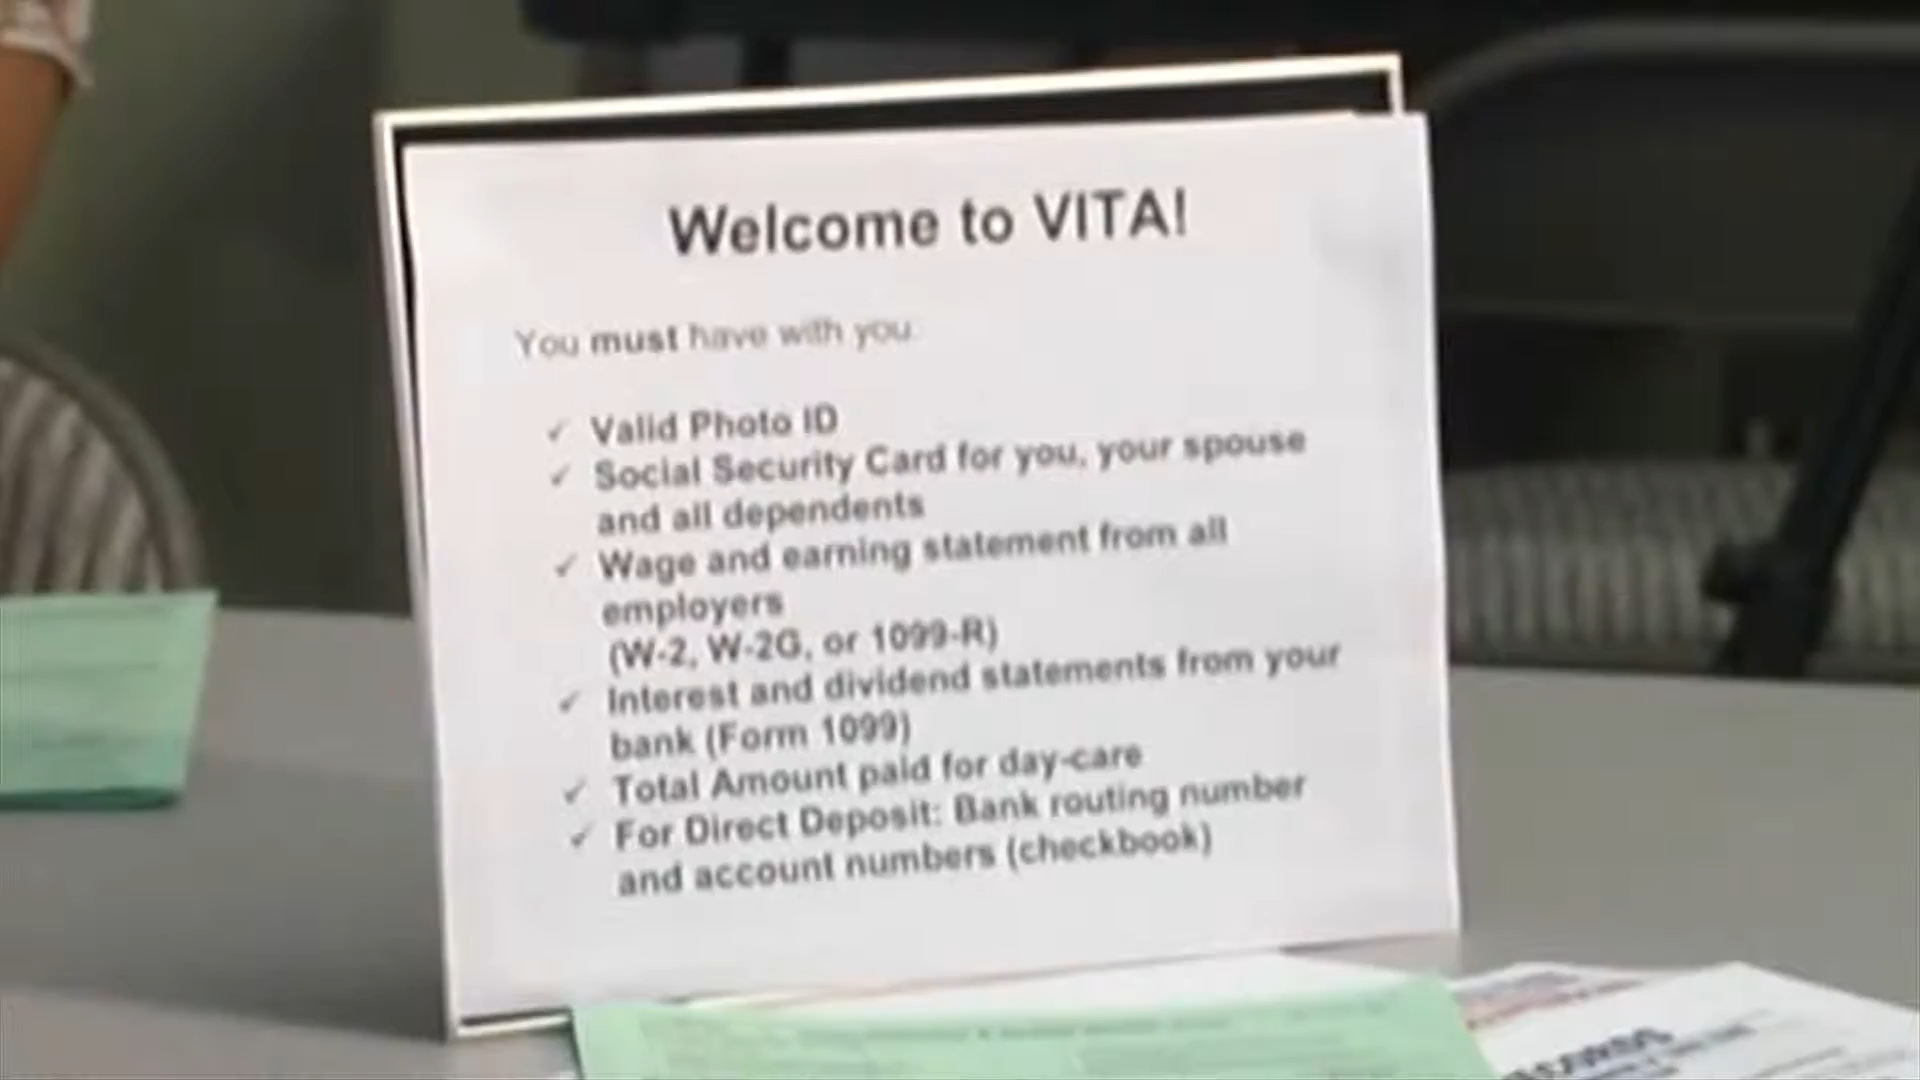 Welcome to VITA!
You must have with you:
✓ Valid Photo ID
✓ Social Security Card for you, your spouse
and all dependents
✓ Wage and earning statement from all
employers
(W-2, W-2G, or 1099-R)
✓ Interest and dividend statements from your
bank (Form 1099)
✓ Total Amount paid for day-care
✓ For Direct Deposit: Bank routing number
and account numbers (checkbook)